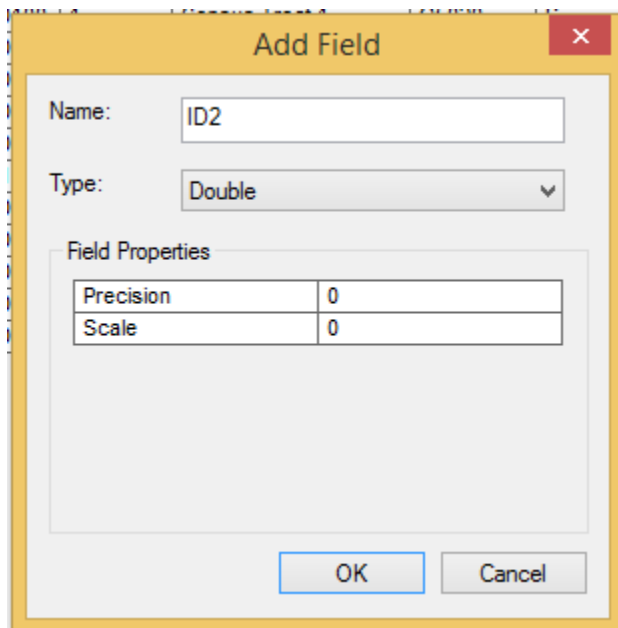 Add Field
Name: ID2
Type: Double
Field Properties
Precision 0
Scale 0
OK Cancel